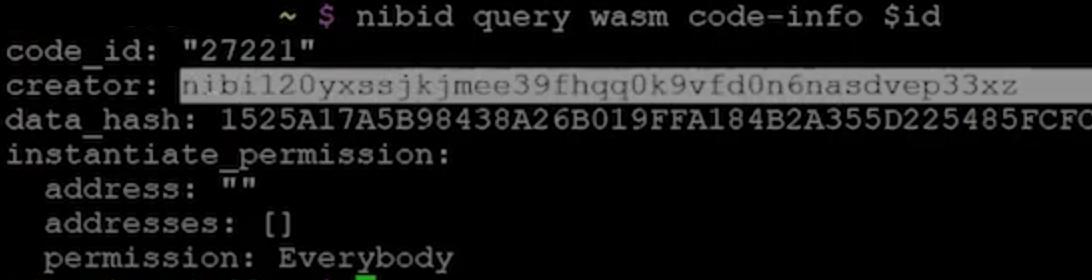 ~ $ nibid query wasm code-info $id
code_id: "27221"
creator: nibi120yxssjkjmee39fhqq0k9vfd0n6nasdvep33xz
data_hash: 1525A17A5B98438A26B019FFA184B2A355D225485FCFC
instantiate_permission:
address: ""
addresses: []
permission: Everybody